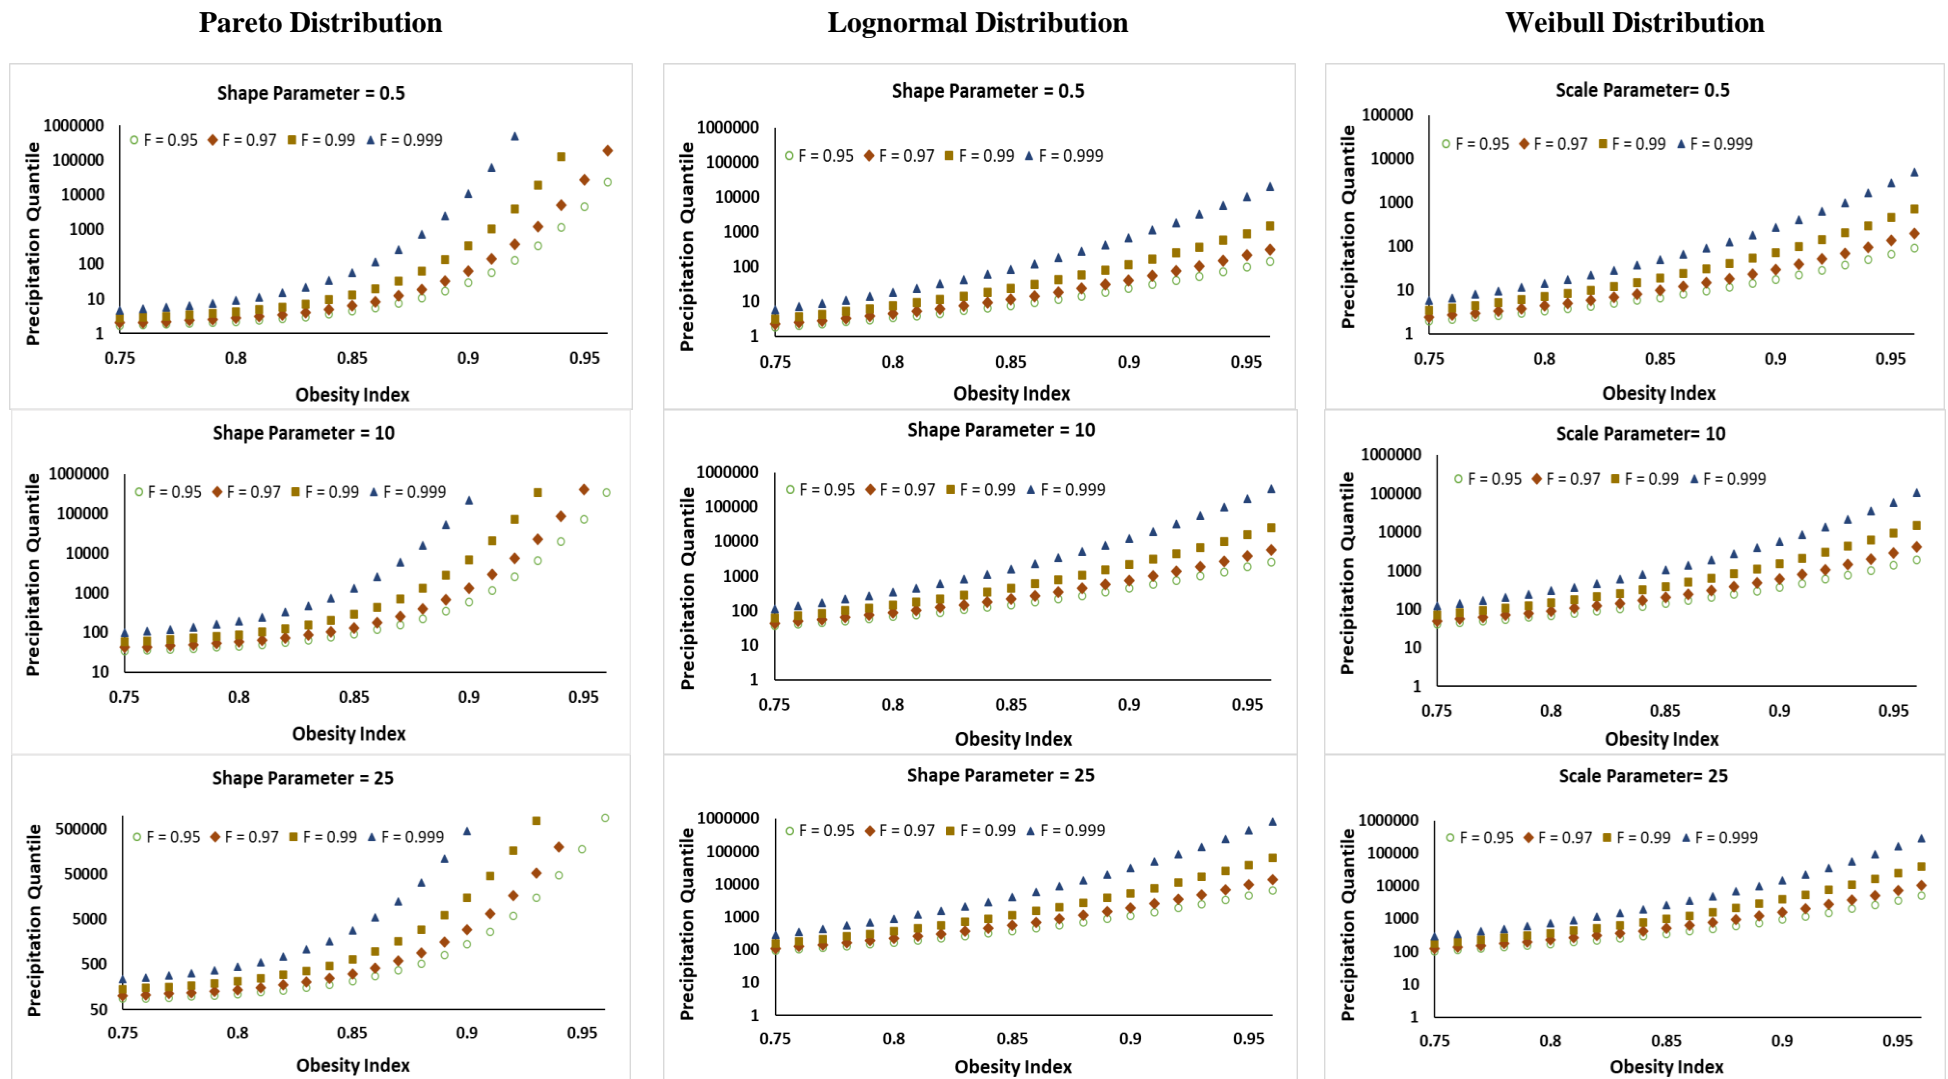 Pareto Distribution
Lognormal Distribution
Weibull Distribution
Shape Parameter = 0.5
Precipitation Quantile
1000000
100000
10000
1000
100
10
1
F = 0.95 F = 0.97 F = 0.99 F = 0.999
0.75 0.8 0.85 0.9 0.95
Obesity Index
Shape Parameter = 0.5
Precipitation Quantile
1000000
100000
10000
1000
100
10
1
F = 0.95 F = 0.97 F = 0.99 F = 0.999
0.75 0.8 0.85 0.9 0.95
Obesity Index
Scale Parameter= 0.5
Precipitation Quantile
100000
10000
1000
100
10
1
F = 0.95 F = 0.97 F = 0.99 F = 0.999
0.75 0.8 0.85 0.9 0.95
Obesity Index
Shape Parameter = 10
Precipitation Quantile
1000000
100000
10000
1000
100
10
F = 0.95 F = 0.97 F = 0.99 F = 0.999
0.75 0.8 0.85 0.9 0.95
Obesity Index
Shape Parameter = 10
Precipitation Quantile
1000000
100000
10000
1000
100
10
1
F = 0.95 F = 0.97 F = 0.99 F = 0.999
0.75 0.8 0.85 0.9 0.95
Obesity Index
Scale Parameter= 10
Precipitation Quantile
1000000
100000
10000
1000
100
10
1
F = 0.95 F = 0.97 F = 0.99 F = 0.999
0.75 0.8 0.85 0.9 0.95
Obesity Index
Shape Parameter = 25
Precipitation Quantile
500000
50000
5000
500
50
F = 0.95 F = 0.97 F = 0.99 F = 0.999
0.75 0.8 0.85 0.9 0.95
Obesity Index
Shape Parameter = 25
Precipitation Quantile
1000000
100000
10000
1000
100
10
1
F = 0.95 F = 0.97 F = 0.99 F = 0.999
0.75 0.8 0.85 0.9 0.95
Obesity Index
Scale Parameter= 25
Precipitation Quantile
1000000
100000
10000
1000
100
10
1
F = 0.95 F = 0.97 F = 0.99 F = 0.999
0.75 0.8 0.85 0.9 0.95
Obesity Index